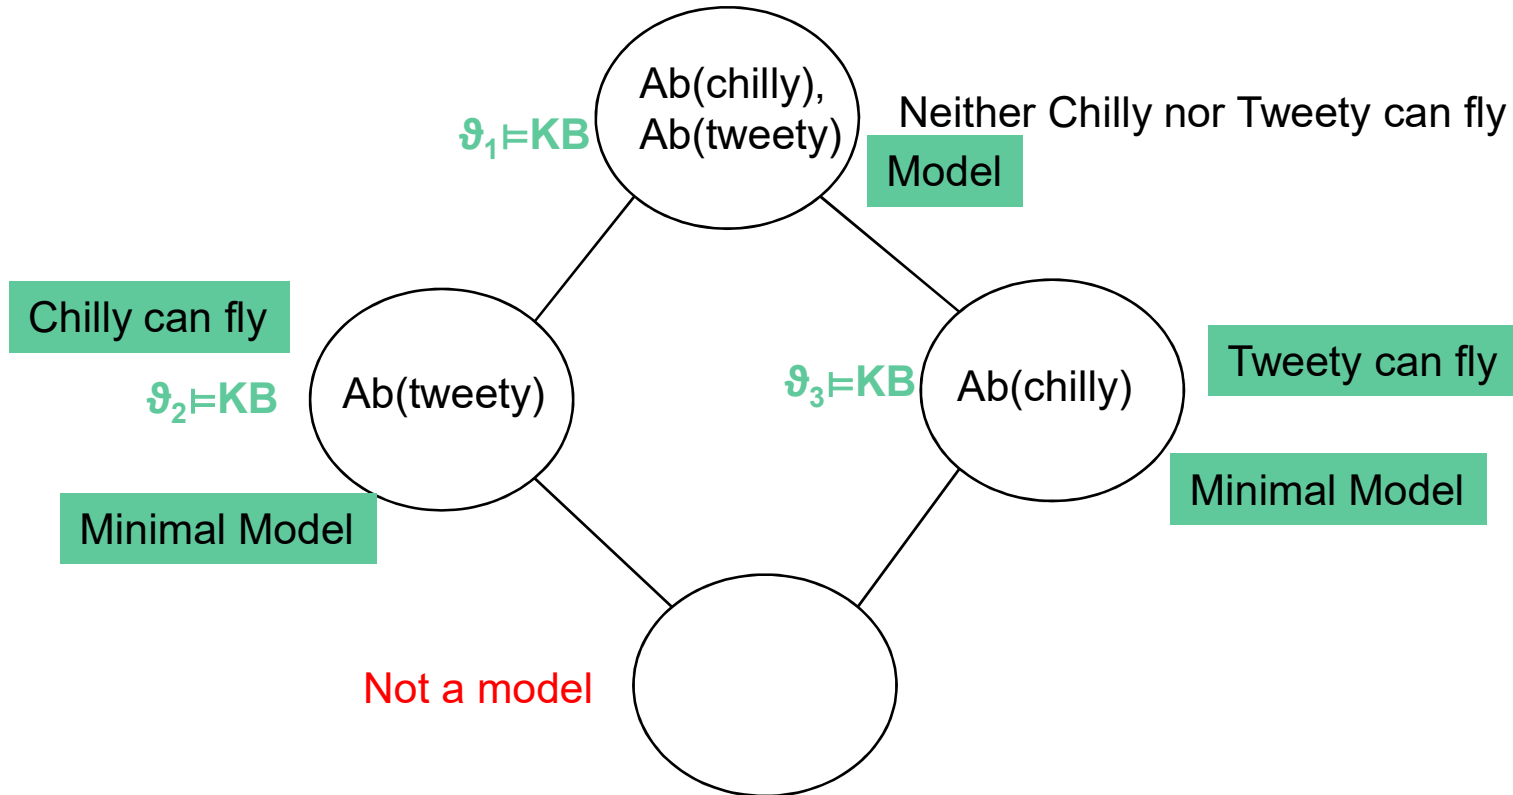 Ab(chilly),
Ab(tweety)
ϑ₁⊨KB
Neither Chilly nor Tweety can fly
Model
Chilly can fly
ϑ₂⊨KB
Ab(tweety)
Minimal Model
ϑ₃⊨KB
Ab(chilly)
Tweety can fly
Minimal Model
Not a model